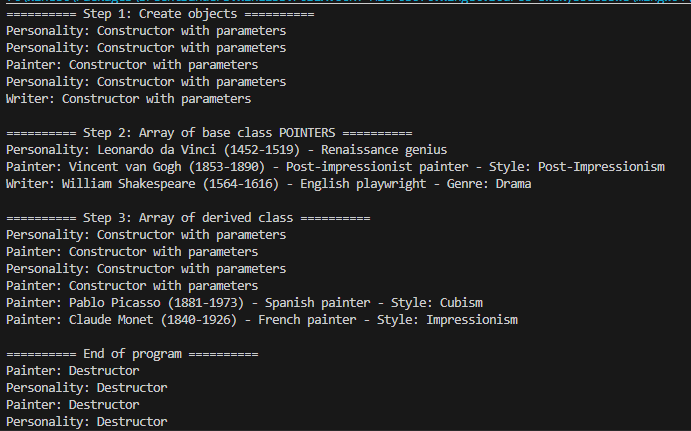 ========== Step 1: Create objects ==========
Personality: Constructor with parameters
Personality: Constructor with parameters
Painter: Constructor with parameters
Personality: Constructor with parameters
Writer: Constructor with parameters

========== Step 2: Array of base class POINTERS ==========
Personality: Leonardo da Vinci (1452-1519) - Renaissance genius
Painter: Vincent van Gogh (1853-1890) - Post-impressionist painter - Style: Post-Impressionism
Writer: William Shakespeare (1564-1616) - English playwright - Genre: Drama

========== Step 3: Array of derived class ==========
Personality: Constructor with parameters
Painter: Constructor with parameters
Personality: Constructor with parameters
Painter: Constructor with parameters
Painter: Pablo Picasso (1881-1973) - Spanish painter - Style: Cubism
Painter: Claude Monet (1840-1926) - French painter - Style: Impressionism

========== End of program ==========
Painter: Destructor
Personality: Destructor
Painter: Destructor
Personality: Destructor